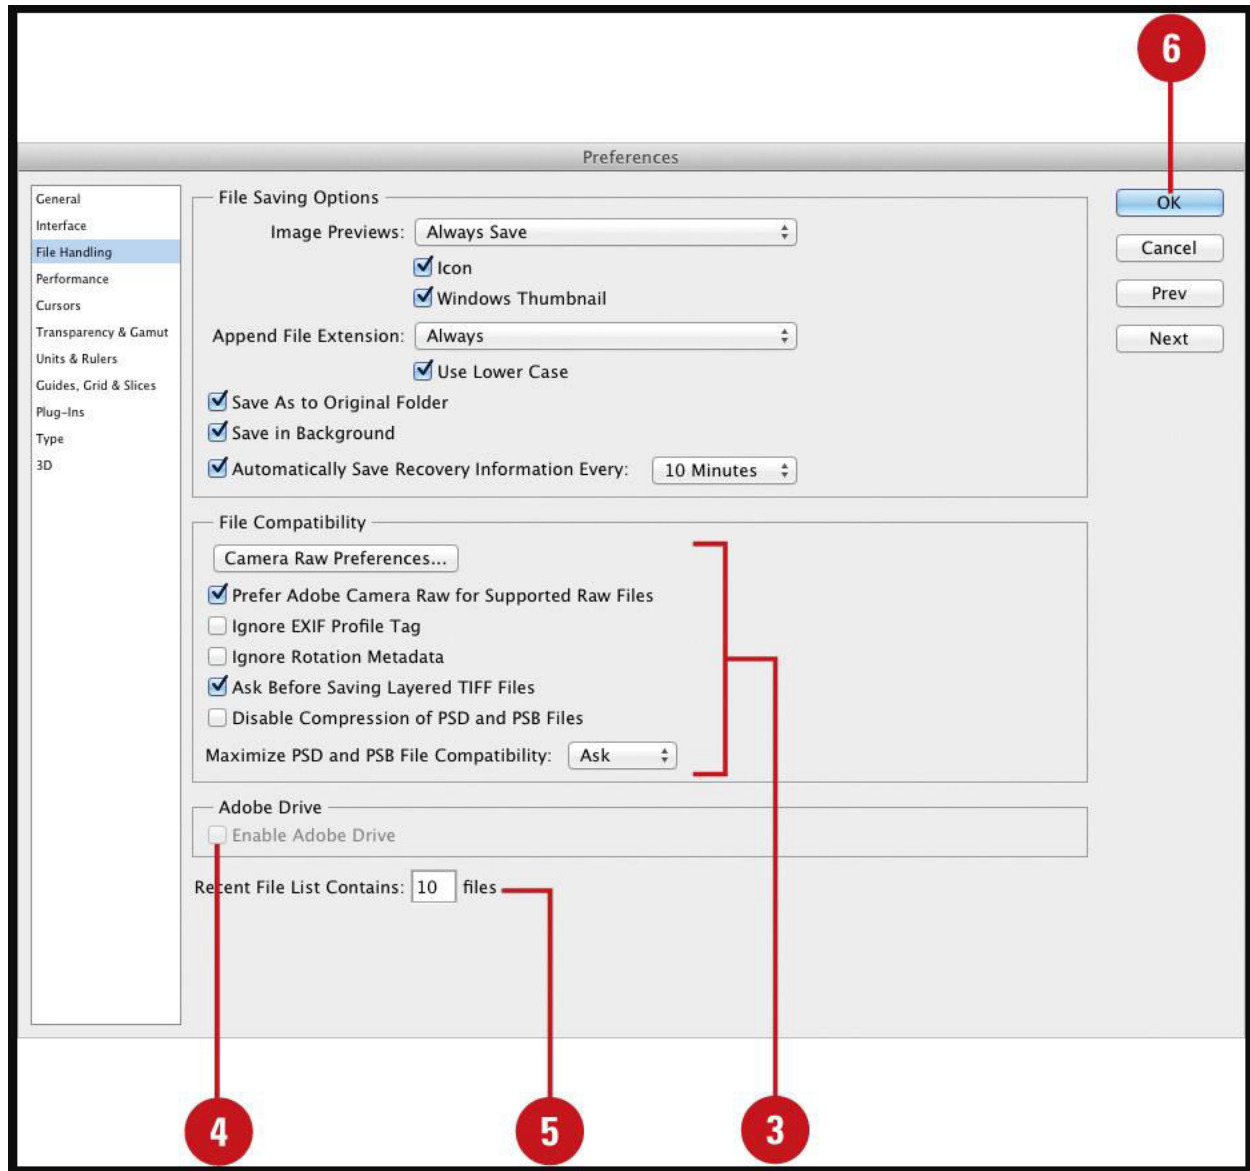 6
Preferences
General
Interface
File Handling
Performance
Cursors
Transparency & Gamut
Units & Rulers
Guides, Grid & Slices
Plug-Ins
Type
3D
File Saving Options
Image Previews: Always Save
Icon
Windows Thumbnail
Append File Extension: Always
Use Lower Case
Save As to Original Folder
Save in Background
Automatically Save Recovery Information Every: 10 Minutes
File Compatibility
Camera Raw Preferences...
Prefer Adobe Camera Raw for Supported Raw Files
Ignore EXIF Profile Tag
Ignore Rotation Metadata
Ask Before Saving Layered TIFF Files
Disable Compression of PSD and PSB Files
Maximize PSD and PSB File Compatibility: Ask
Adobe Drive
Enable Adobe Drive
Recent File List Contains: 10 files
OK
Cancel
Prev
Next
4
5
3